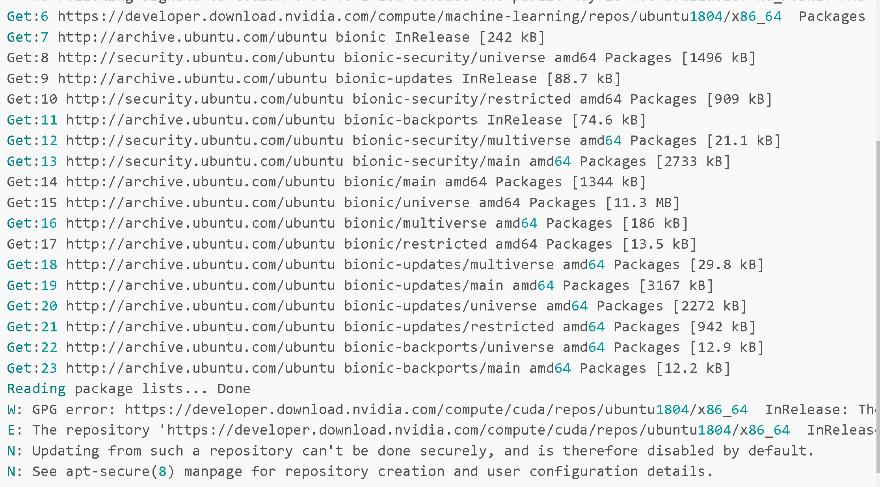 Get:6 https://developer.download.nvidia.com/compute/machine-learning/repos/ubuntu1804/x86_64  Packages
Get:7 http://archive.ubuntu.com/ubuntu bionic InRelease [242 kB]
Get:8 http://security.ubuntu.com/ubuntu bionic-security/universe amd64 Packages [1496 kB]
Get:9 http://archive.ubuntu.com/ubuntu bionic-updates InRelease [88.7 kB]
Get:10 http://security.ubuntu.com/ubuntu bionic-security/restricted amd64 Packages [909 kB]
Get:11 http://archive.ubuntu.com/ubuntu bionic-backports InRelease [74.6 kB]
Get:12 http://security.ubuntu.com/ubuntu bionic-security/multiverse amd64 Packages [21.1 kB]
Get:13 http://security.ubuntu.com/ubuntu bionic-security/main amd64 Packages [2733 kB]
Get:14 http://archive.ubuntu.com/ubuntu bionic/main amd64 Packages [1344 kB]
Get:15 http://archive.ubuntu.com/ubuntu bionic/universe amd64 Packages [11.3 MB]
Get:16 http://archive.ubuntu.com/ubuntu bionic/multiverse amd64 Packages [186 kB]
Get:17 http://archive.ubuntu.com/ubuntu bionic/restricted amd64 Packages [13.5 kB]
Get:18 http://archive.ubuntu.com/ubuntu bionic-updates/multiverse amd64 Packages [29.8 kB]
Get:19 http://archive.ubuntu.com/ubuntu bionic-updates/main amd64 Packages [3167 kB]
Get:20 http://archive.ubuntu.com/ubuntu bionic-updates/universe amd64 Packages [2272 kB]
Get:21 http://archive.ubuntu.com/ubuntu bionic-updates/restricted amd64 Packages [942 kB]
Get:22 http://archive.ubuntu.com/ubuntu bionic-backports/universe amd64 Packages [12.9 kB]
Get:23 http://archive.ubuntu.com/ubuntu bionic-backports/main amd64 Packages [12.2 kB]
Reading package lists... Done
W: GPG error: https://developer.download.nvidia.com/compute/cuda/repos/ubuntu1804/x86_64  InRelease: Th
E: The repository 'https://developer.download.nvidia.com/compute/cuda/repos/ubuntu1804/x86_64  InReleas
N: Updating from such a repository can't be done securely, and is therefore disabled by default.
N: See apt-secure(8) manpage for repository creation and user configuration details.